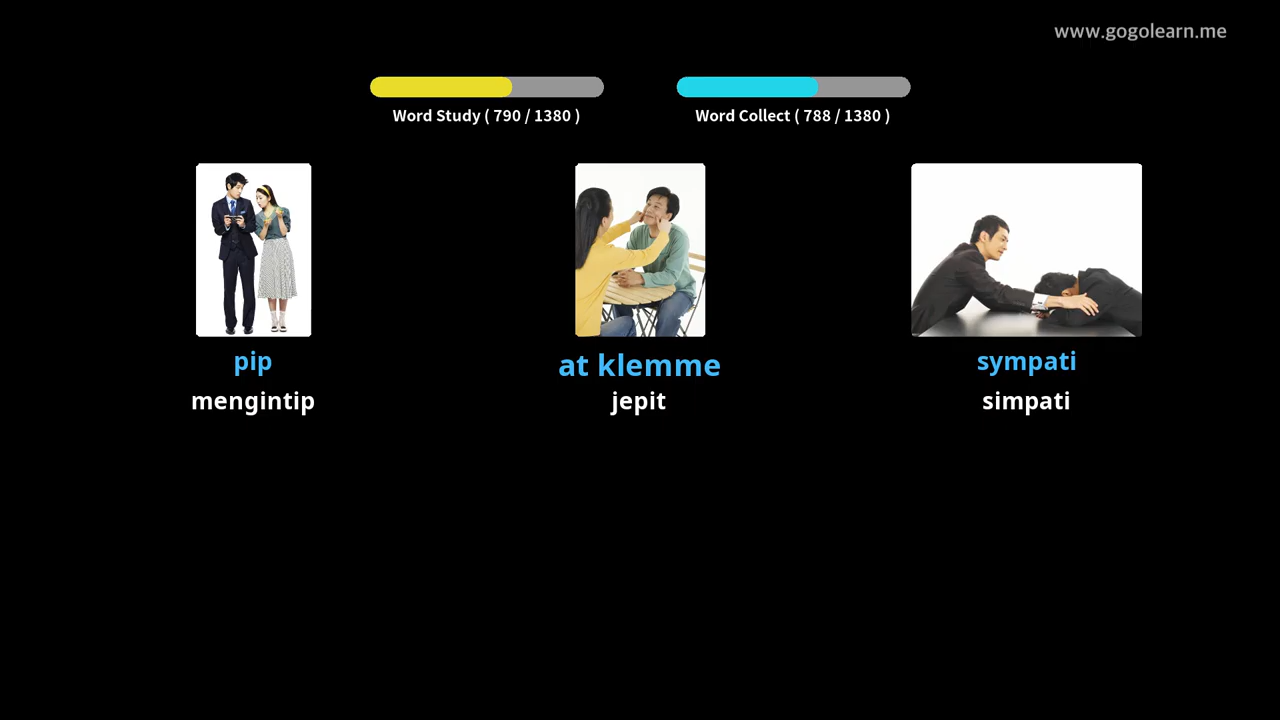 www.gogolearn.me
Word Study ( 790 / 1380 )
Word Collect ( 788 / 1380 )
pip
mengintip
at klemme
jepit
sympati
simpati